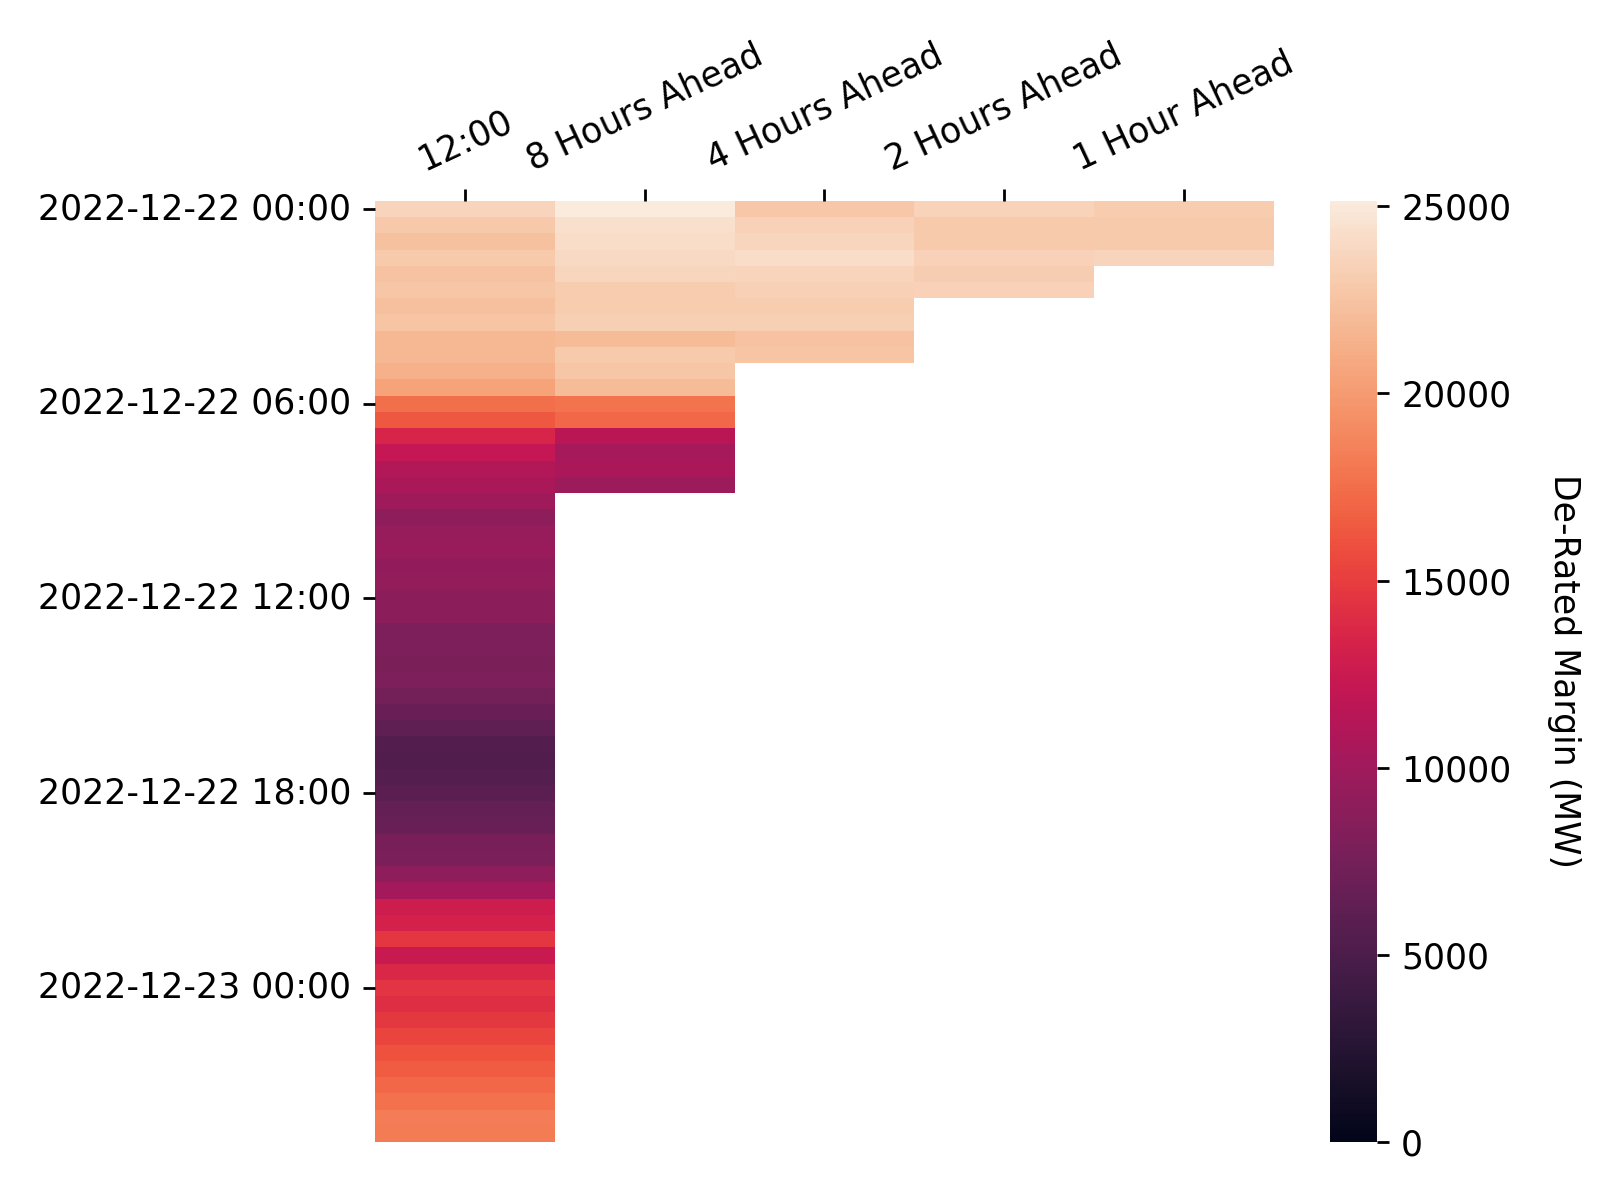 12:00
8 Hours Ahead
4 Hours Ahead
2 Hours Ahead
1 Hour Ahead
2022-12-22 00:00
2022-12-22 06:00
2022-12-22 12:00
2022-12-22 18:00
2022-12-23 00:00
25000
20000
15000
10000
5000
0
De-Rated Margin (MW)